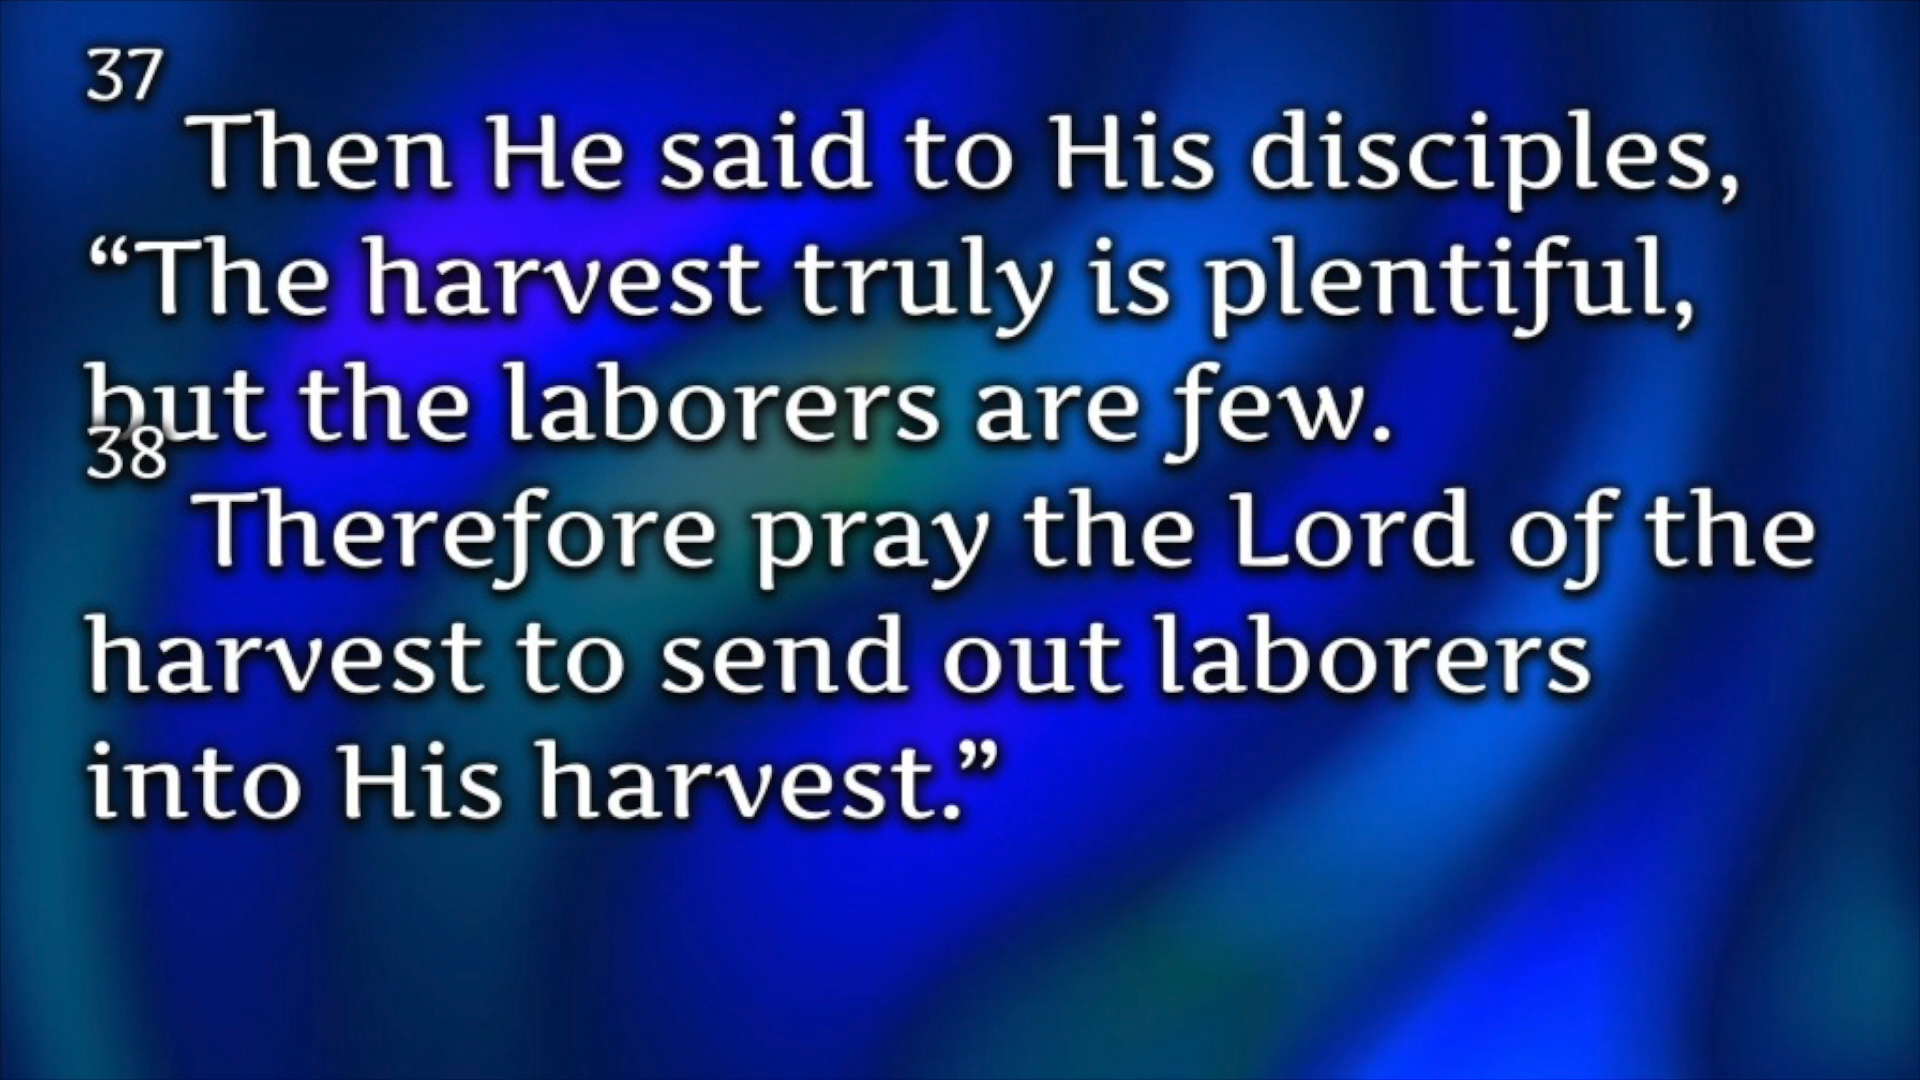 37
Then He said to His disciples,
“The harvest truly is plentiful,
but the laborers are few.
38
Therefore pray the Lord of the
harvest to send out laborers
into His harvest.”